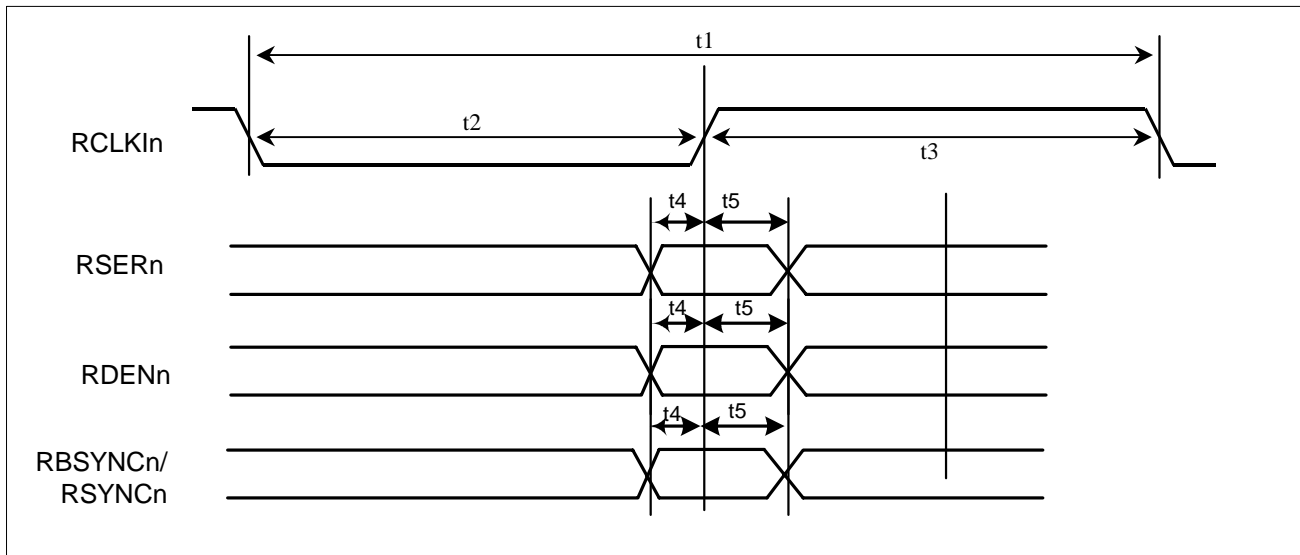 t1
RCLKIn
t2
t3
t4 t5
RSERn
t4 t5
RDENn
t4 t5
RBSYNCn/
RSYNCn